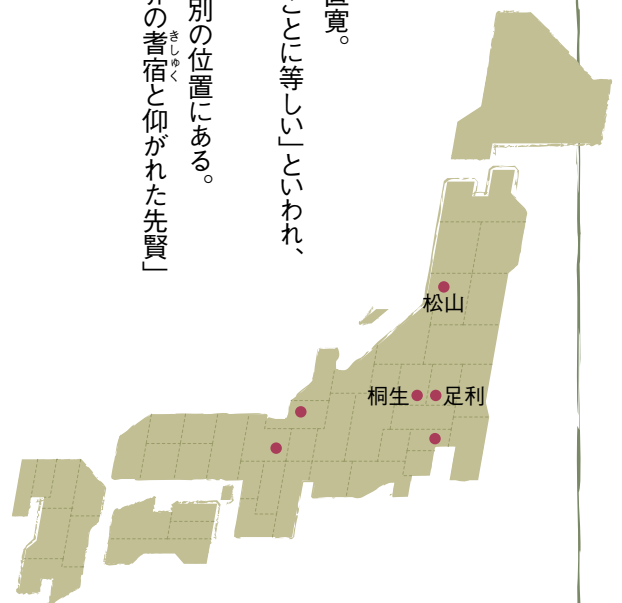 直寛。
ことに等しい」といわれ、
別の位置にある。
の耆宿と仰がれた先賢」
きしゅく
松山
桐生
足利